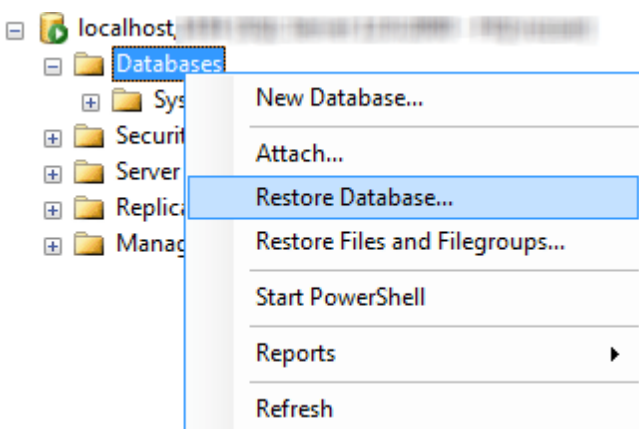 localhost,
Databases
Sys
New Database...
Securit
Attach...
Server
Restore Database...
Replica
Restore Files and Filegroups...
Manag
Start PowerShell
Reports
Refresh